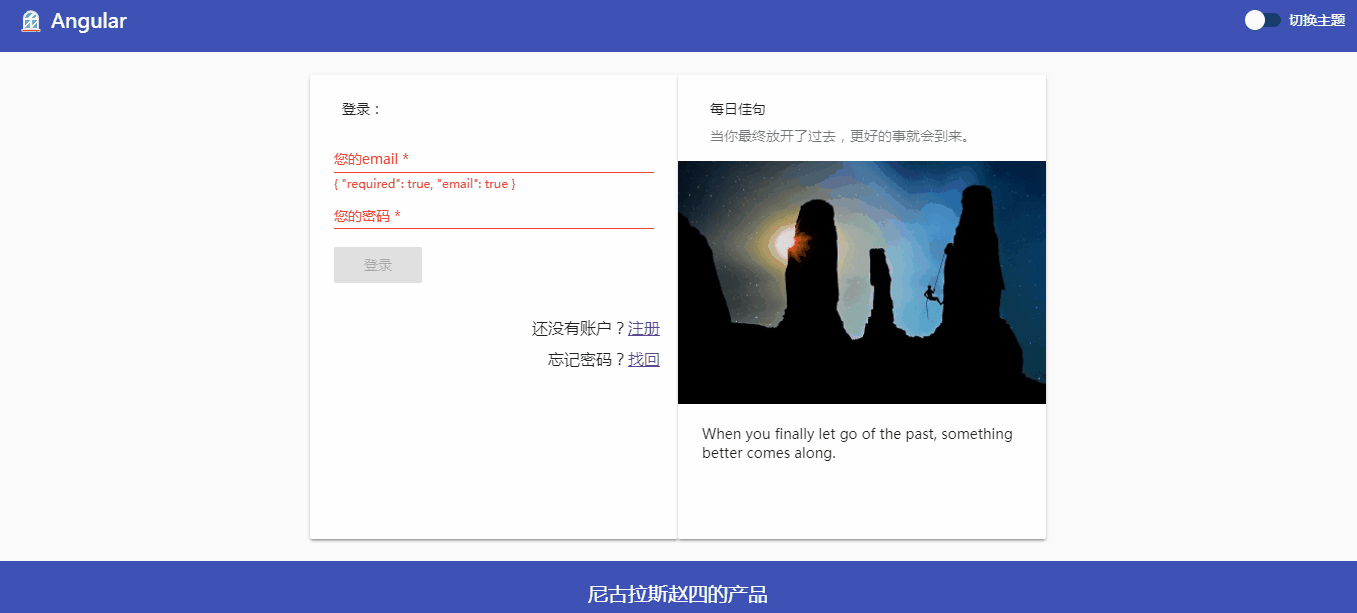 Angular
切换主题
登录：
您的email *
{ "required": true, "email": true }
您的密码 *
登录
还没有账户？注册
忘记密码？找回
每日佳句
当你最终放开了过去，更好的事就会到来。
When you finally let go of the past, something
better comes along.
尼古拉斯赵四的产品